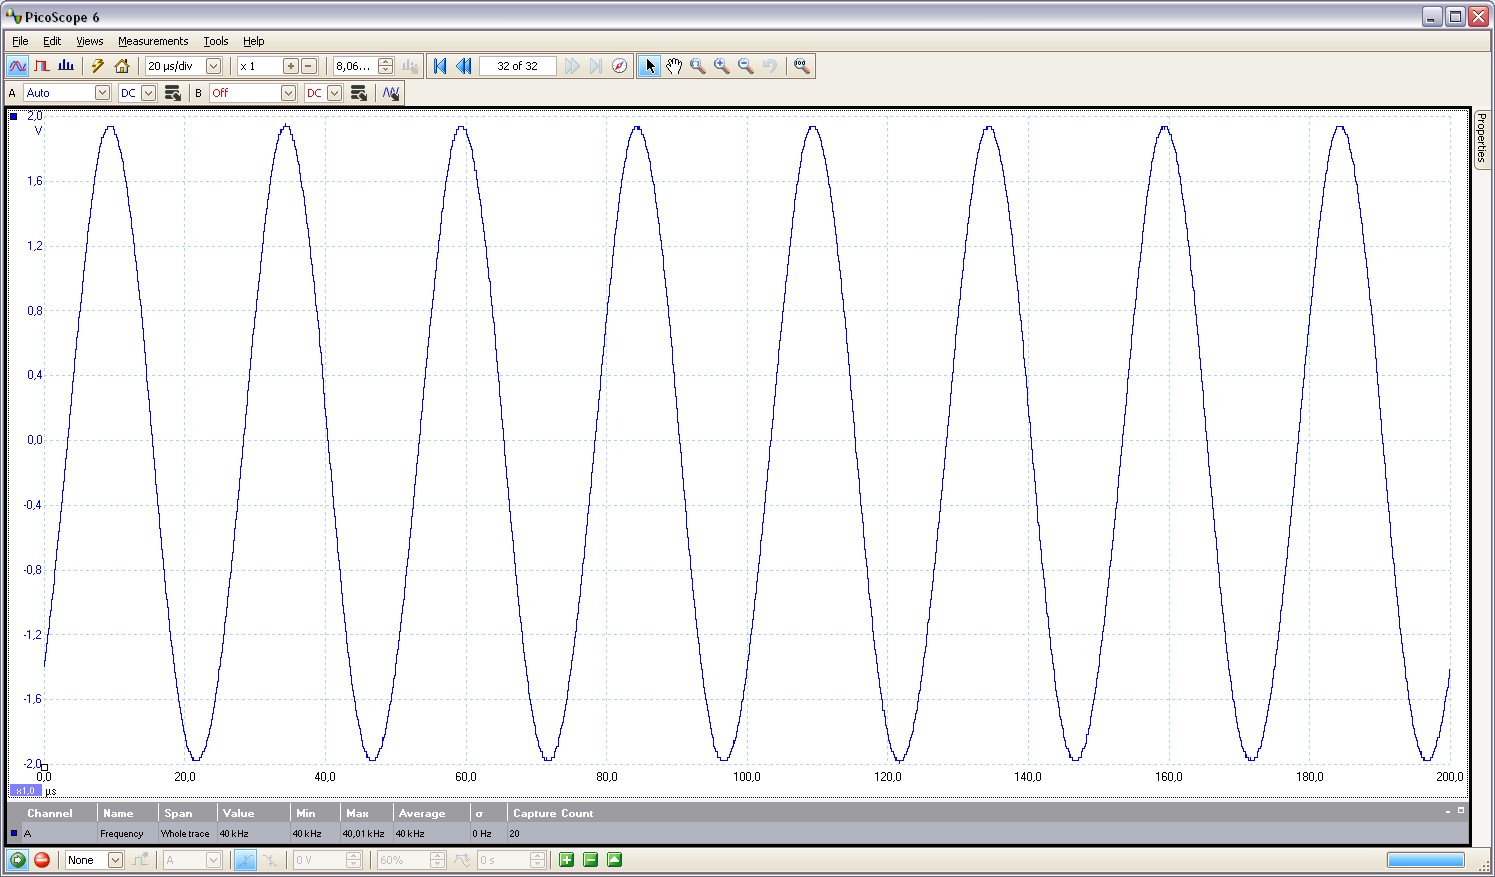 PicoScope 6
File Edit Views Measurements Tools Help
20 µs/div x 1 8,06... 32 of 32
A Auto DC B Off DC
2,0
V
1,6
1,2
0,8
0,4
0,0
-0,4
-0,8
-1,2
-1,6
-2,0
0,0 20,0 40,0 60,0 80,0 100,0 120,0 140,0 160,0 180,0 200,0
x1.0 µs
Properties
Channel Name Span Value Min Max Average σ Capture Count
A Frequency Whole trace 40 kHz 40 kHz 40,01 kHz 40 kHz 0 Hz 20
None A 0 V 60% 0 s